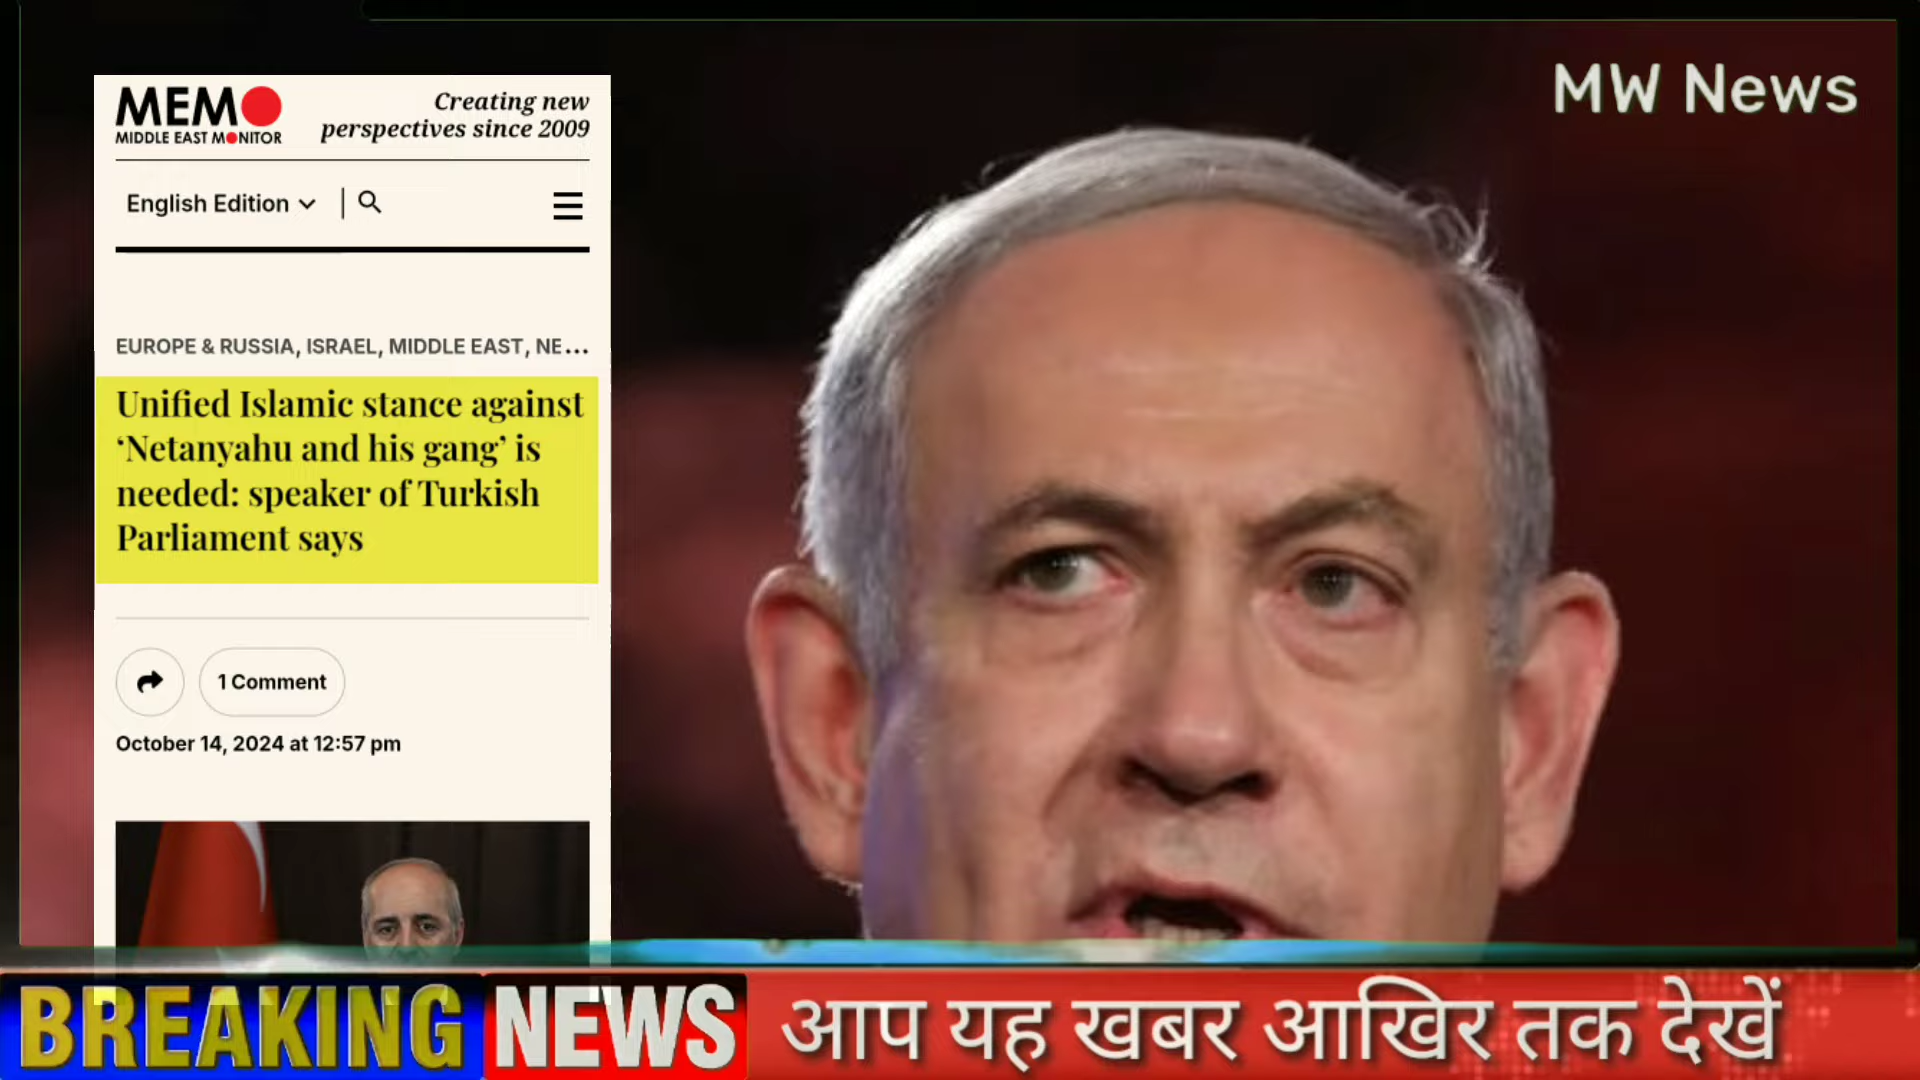 MEMO
MIDDLE EAST MONITOR
Creating new
perspectives since 2009
MW News
English Edition
EUROPE & RUSSIA, ISRAEL, MIDDLE EAST, NE...
Unified Islamic stance against
‘Netanyahu and his gang’ is
needed: speaker of Turkish
Parliament says
1 Comment
October 14, 2024 at 12:57 pm
BREAKING NEWS आप यह खबर आखिर तक देखें